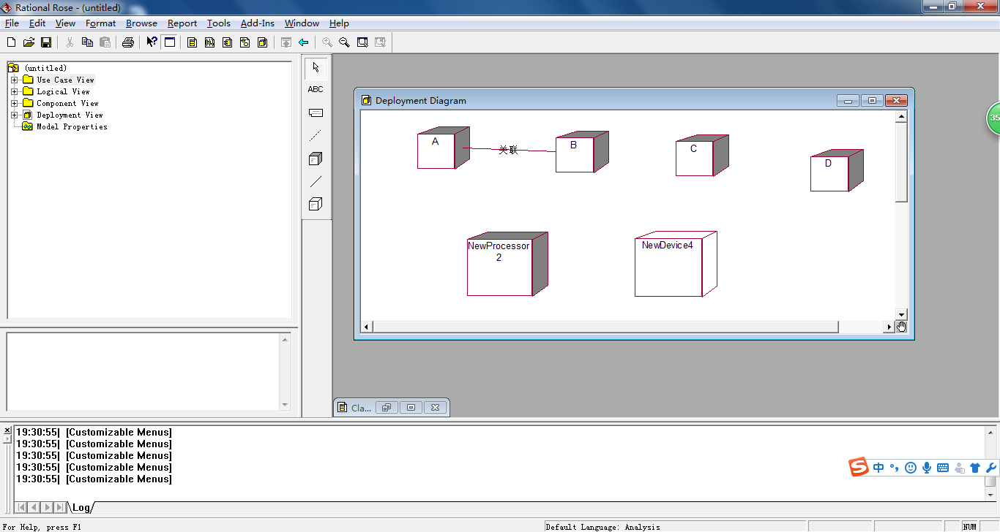 Rational Rose - (untitled)
File Edit View Format Browse Report Tools Add-Ins Window Help
(untitled)
Use Case View
Logical View
Component View
Deployment View
Model Properties
ABC
Deployment Diagram
A
关联
B
C
D
NewProcessor
2
NewDevice4
35
Cla...
19:30:55| [Customizable Menus]
19:30:55| [Customizable Menus]
19:30:55| [Customizable Menus]
19:30:55| [Customizable Menus]
19:30:55| [Customizable Menus]
S 中
Log
For Help, press F1
Default Language: Analysis
NUM